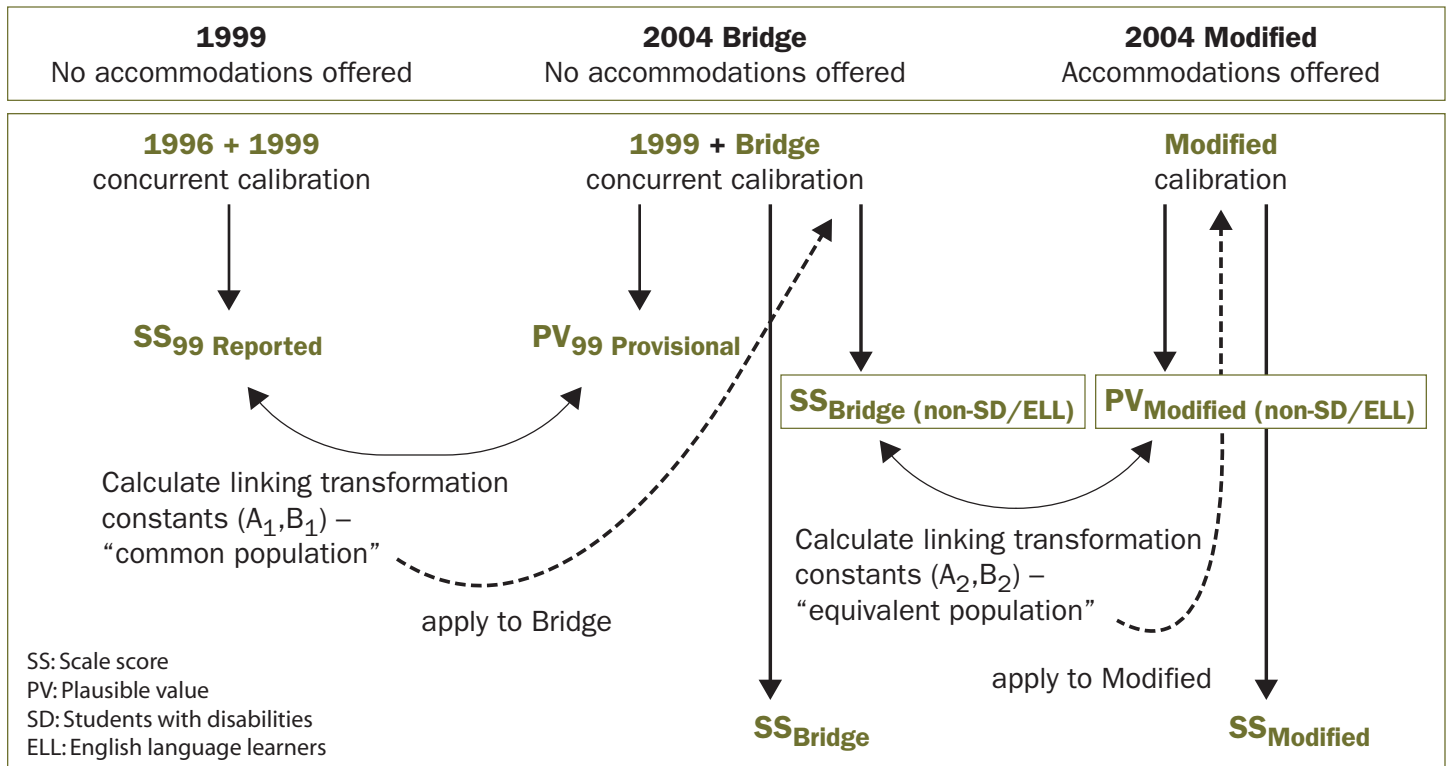 1999
No accommodations offered
2004 Bridge
No accommodations offered
2004 Modified
Accommodations offered
1996 + 1999
concurrent calibration
1999 + Bridge
concurrent calibration
Modified
calibration
SS99 Reported
PV99 Provisional
SSBridge (non-SD/ELL)
PVModified (non-SD/ELL)
Calculate linking transformation
constants (A1,B1) –
“common population”
apply to Bridge
Calculate linking transformation
constants (A2,B2) –
“equivalent population”
apply to Modified
SS: Scale score
PV: Plausible value
SD: Students with disabilities
ELL: English language learners
SSBridge
SSModified